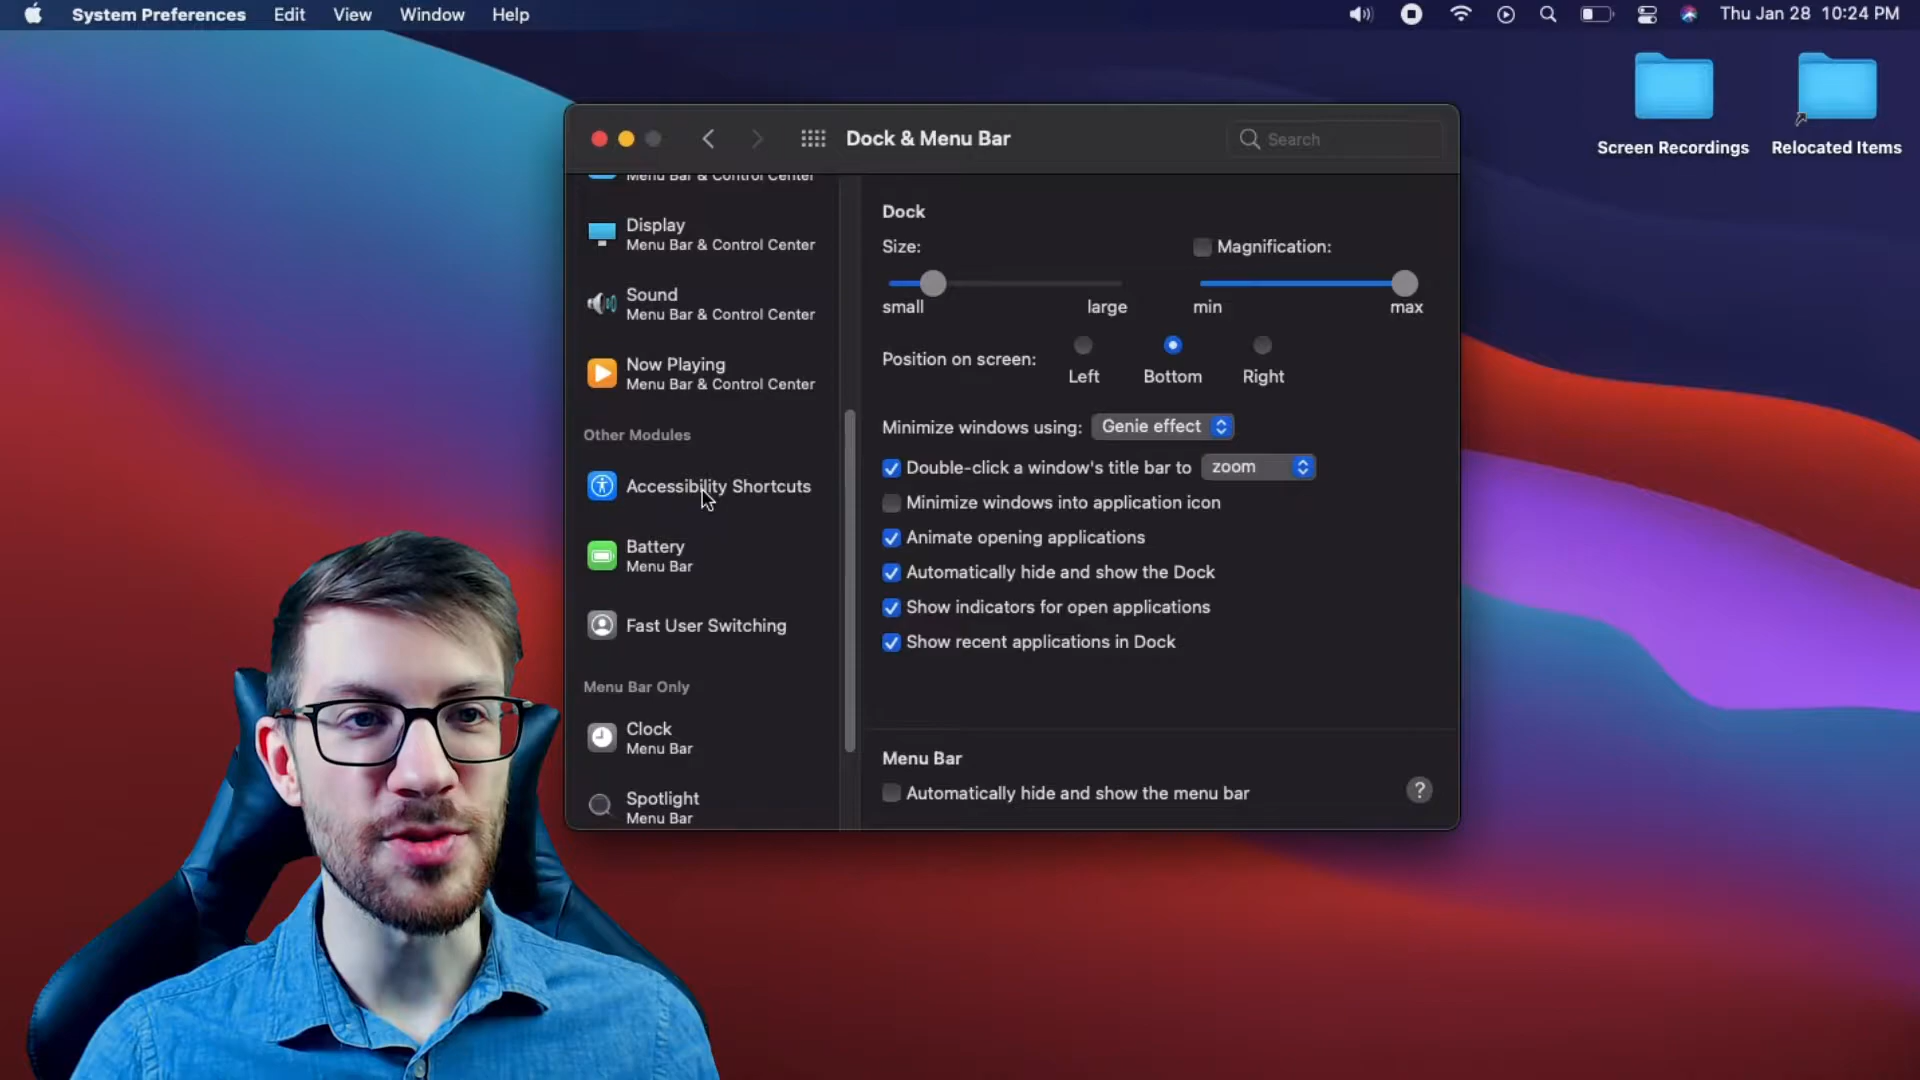 System Preferences Edit View Window Help Thu Jan 28 10:24 PM
Screen Recordings Relocated Items
Dock & Menu Bar
Search
Menu Bar & Control Center
Display
Menu Bar & Control Center
Sound
Menu Bar & Control Center
Now Playing
Menu Bar & Control Center
Other Modules
Accessibility Shortcuts
Battery
Menu Bar
Fast User Switching
Menu Bar Only
Clock
Menu Bar
Spotlight
Menu Bar
Dock
Size: Magnification:
small large min max
Position on screen:
Left Bottom Right
Minimize windows using: Genie effect
Double-click a window's title bar to zoom
Minimize windows into application icon
Animate opening applications
Automatically hide and show the Dock
Show indicators for open applications
Show recent applications in Dock
Menu Bar
Automatically hide and show the menu bar ?